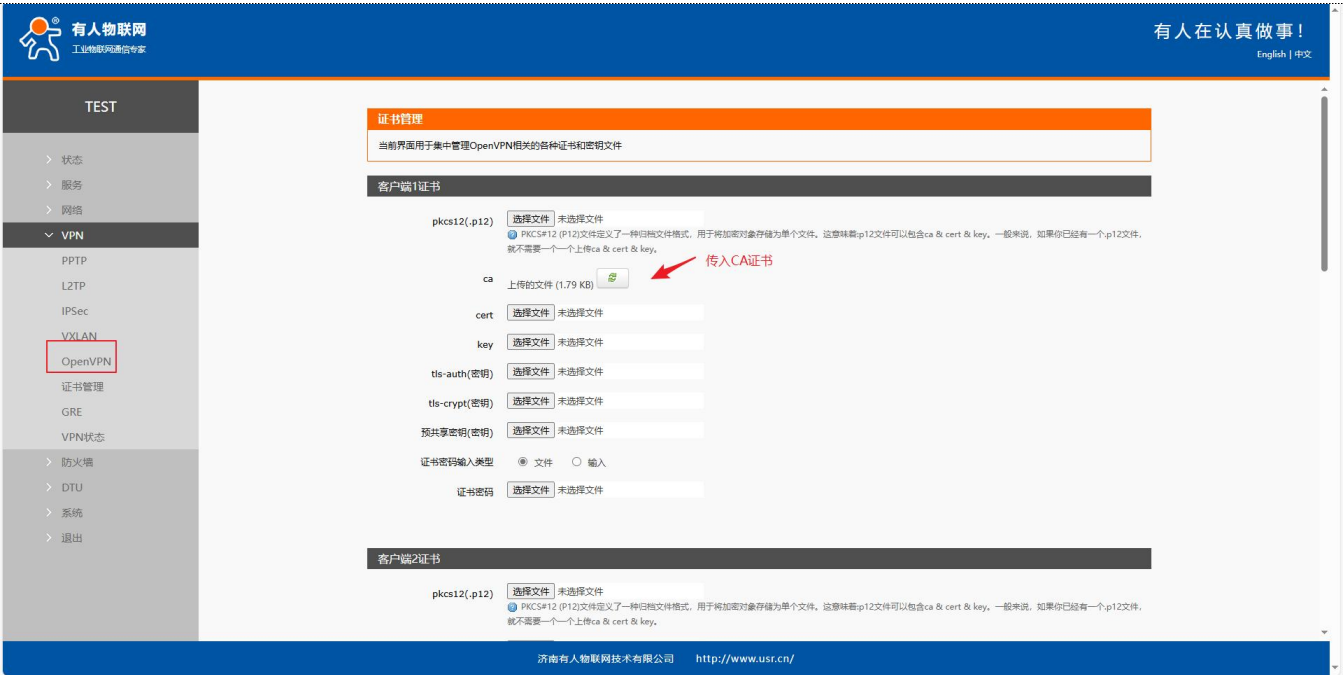 有人物联网
工业物联网通信专家
有人在认真做事!
English | 中文
TEST
状态
服务
网络
VPN
PPTP
L2TP
IPSec
VXLAN
OpenVPN
证书管理
GRE
VPN状态
防火墙
DTU
系统
退出
证书管理
当前界面用于集中管理OpenVPN相关的各种证书和密钥文件
客户端1证书
pkcs12(.p12) 选择文件 未选择文件
PKCS#12 (P12)文件定义了一种归档文件格式，用于将加密对象存储为单个文件。这意味着:p12文件可以包含ca & cert & key。一般来说，如果你已经有一个.p12文件，
就不需要一个一个上传ca & cert & key。
传入CA证书
ca 上传的文件 (1.79 KB)
cert 选择文件 未选择文件
key 选择文件 未选择文件
tls-auth(密钥) 选择文件 未选择文件
tls-crypt(密钥) 选择文件 未选择文件
预共享密钥(密钥) 选择文件 未选择文件
证书密码输入类型 文件 输入
证书密码 选择文件 未选择文件
客户端2证书
pkcs12(.p12) 选择文件 未选择文件
PKCS#12 (P12)文件定义了一种归档文件格式，用于将加密对象存储为单个文件。这意味着:p12文件可以包含ca & cert & key。一般来说，如果你已经有一个.p12文件，
就不需要一个一个上传ca & cert & key。
济南有人物联网技术有限公司 http://www.usr.cn/